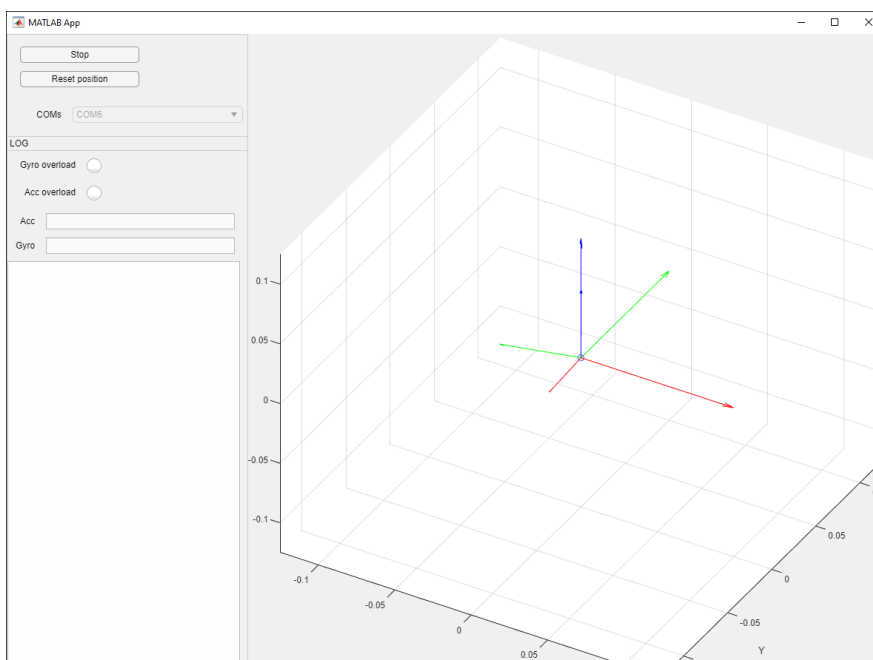 MATLAB App
Stop
Reset position
COMs COM6
LOG
Gyro overload
Acc overload
Acc
Gyro
0.1
0.05
0
-0.05
-0.1
-0.1
-0.05
0
0.05
0.05
0
-0.05
Y